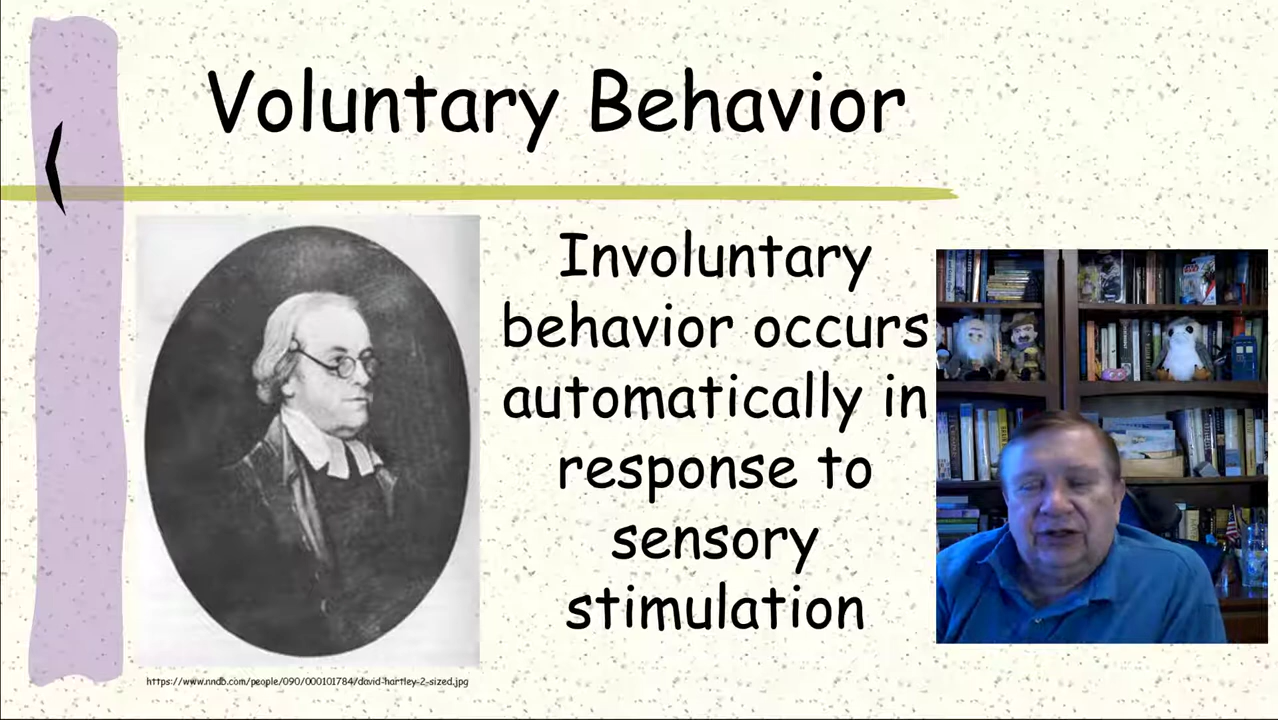 Voluntary Behavior
Involuntary
behavior occurs
automatically in
response to
sensory
stimulation
https://www.nndb.com/people/090/000101784/david-hartley-2-sized.jpg